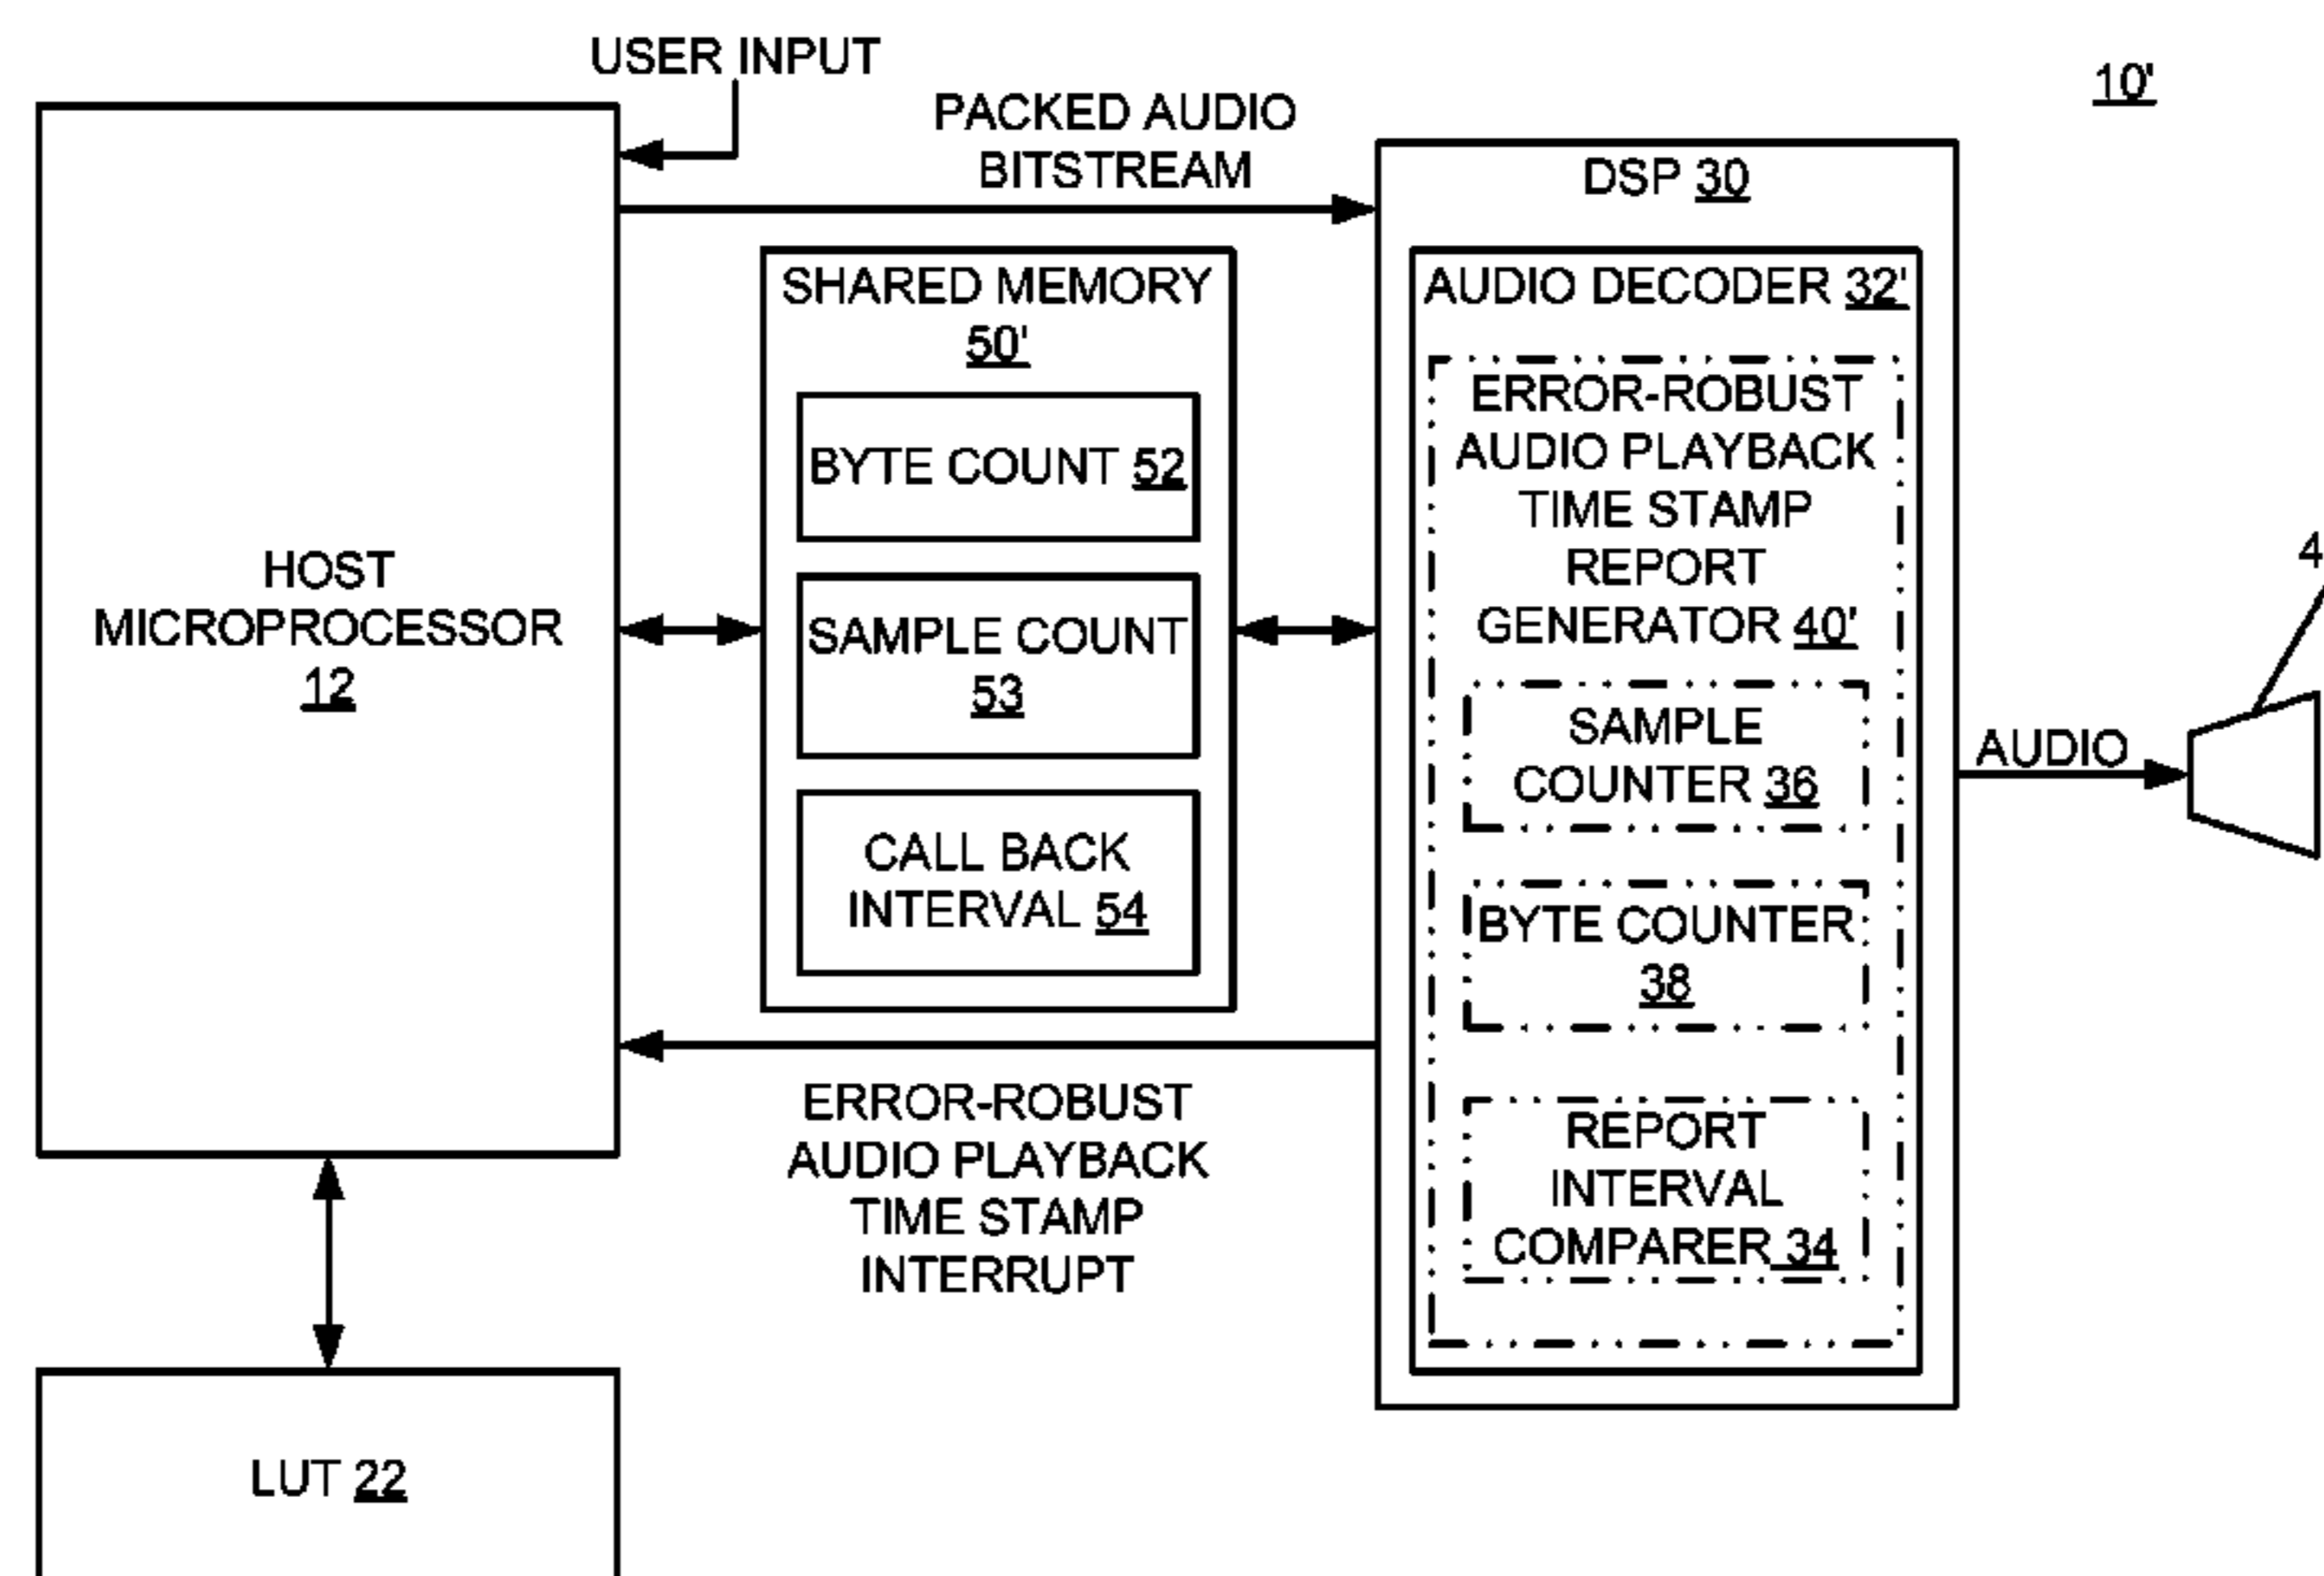 USER INPUT
10'
PACKED AUDIO
BITSTREAM
HOST
MICROPROCESSOR
12
SHARED MEMORY
50'
BYTE COUNT 52
SAMPLE COUNT
53
CALL BACK
INTERVAL 54
DSP 30
AUDIO DECODER 32'
ERROR-ROBUST
AUDIO PLAYBACK
TIME STAMP
REPORT
GENERATOR 40'
SAMPLE
COUNTER 36
BYTE COUNTER
38
REPORT
INTERVAL
COMPARER 34
AUDIO
4
ERROR-ROBUST
AUDIO PLAYBACK
TIME STAMP
INTERRUPT
LUT 22